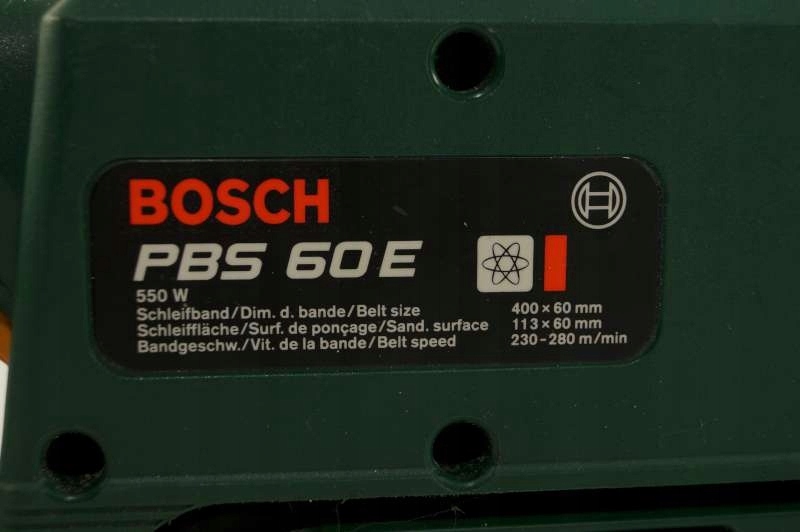 BOSCH
PBS 60 E
550 W
Schleifband/Dim. d. bande/Belt size 400 × 60 mm
Schleiffläche/Surf. de ponçage/Sand. surface 113 × 60 mm
Bandgeschw./Vit. de la bande/Belt speed 230-280 m/min